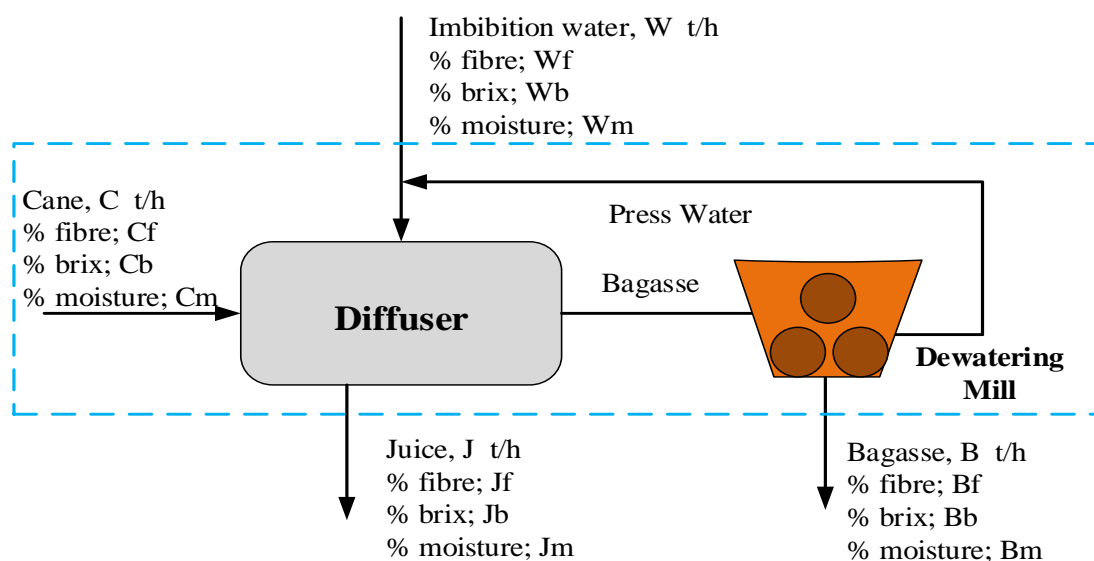 Imbibition water, W t/h
% fibre; Wf
% brix; Wb
% moisture; Wm
Cane, C t/h
% fibre; Cf
% brix; Cb
% moisture; Cm
Press Water
Diffuser
Bagasse
Dewatering
Mill
Juice, J t/h
% fibre; Jf
% brix; Jb
% moisture; Jm
Bagasse, B t/h
% fibre; Bf
% brix; Bb
% moisture; Bm